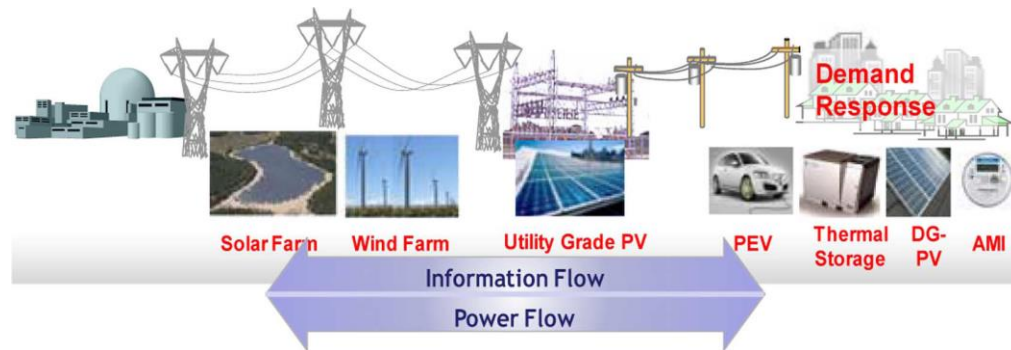 Demand
Response
Solar Farm
Wind Farm
Utility Grade PV
PEV
Thermal
Storage
DG-
PV
AMI
Information Flow
Power Flow